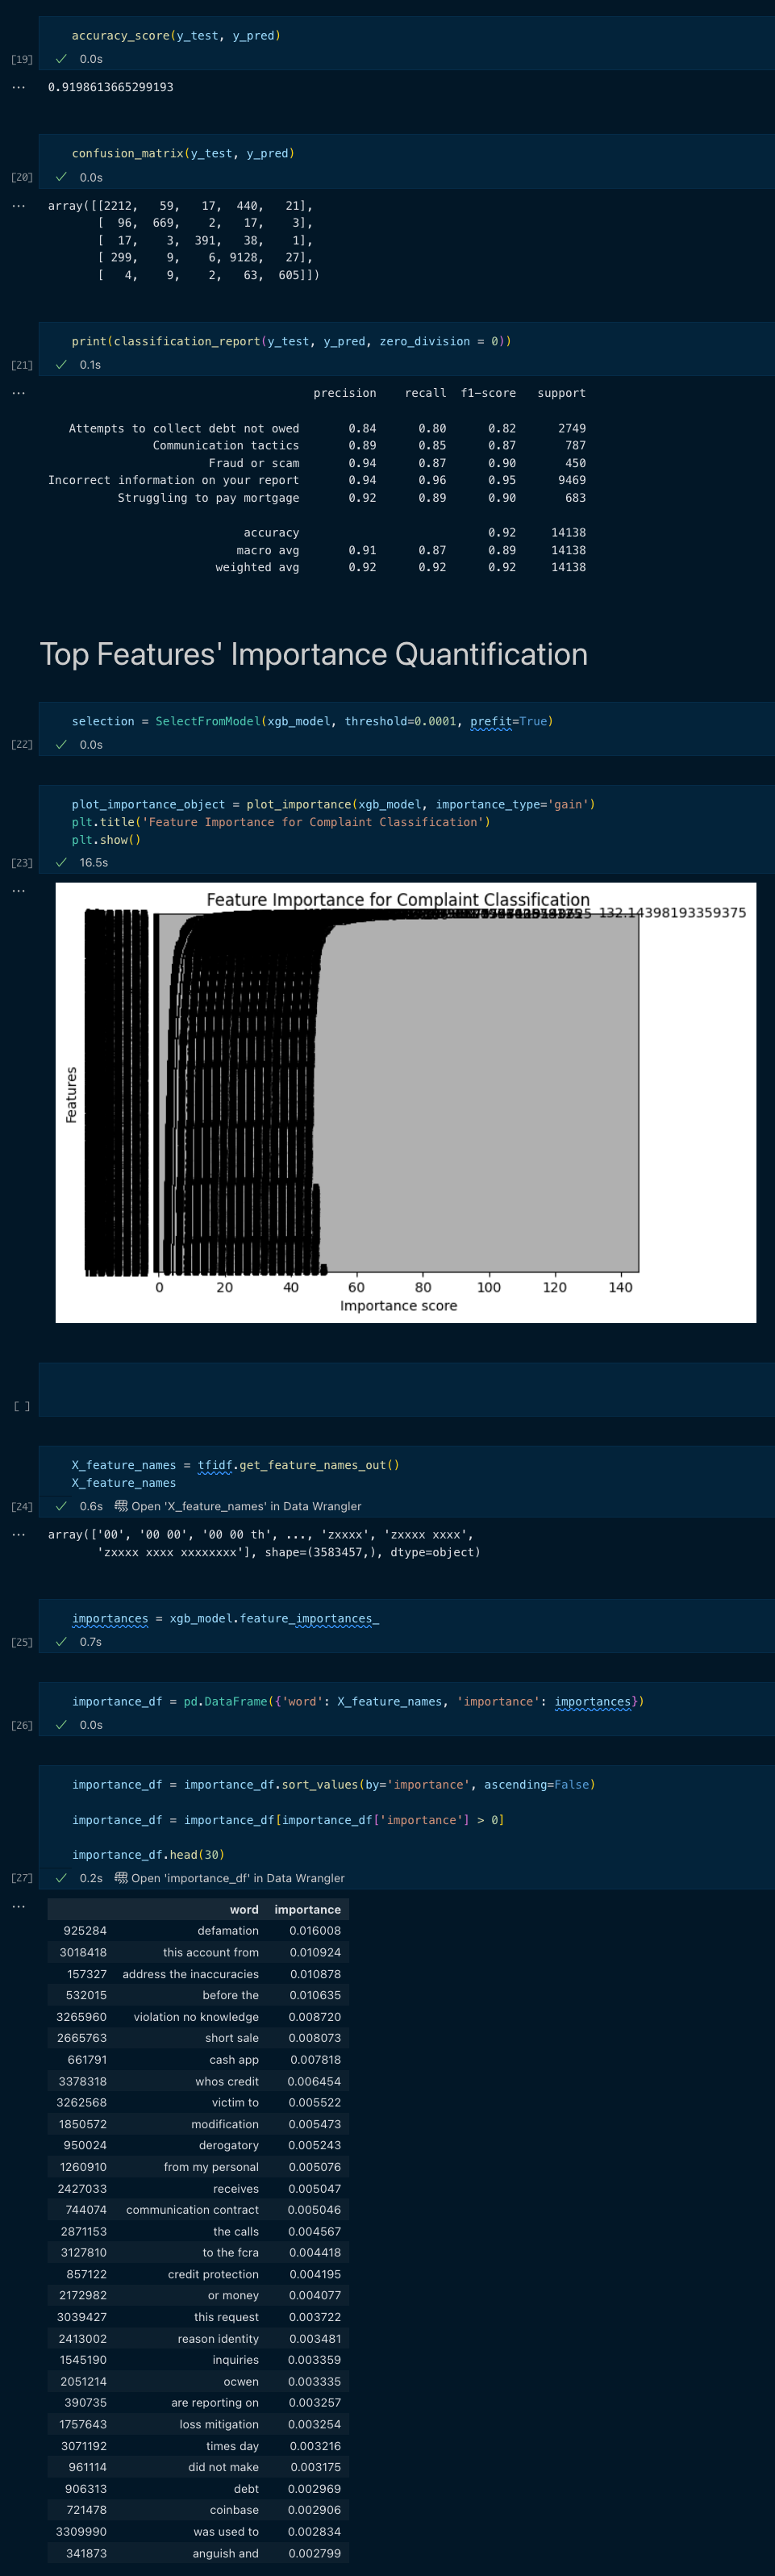 accuracy_score(y_test, y_pred)
[19] ✓ 0.0s
... 0.9198613665299193
confusion_matrix(y_test, y_pred)
[20] ✓ 0.0s
... array([[2212, 59, 17, 440, 21],
[ 96, 669, 2, 17, 3],
[ 17, 3, 391, 38, 1],
[ 299, 9, 6, 9128, 27],
[ 4, 9, 2, 63, 605]])
print(classification_report(y_test, y_pred, zero_division = 0))
[21] ✓ 0.1s
... precision recall f1-score support
Attempts to collect debt not owed 0.84 0.80 0.82 2749
Communication tactics 0.89 0.85 0.87 787
Fraud or scam 0.94 0.87 0.90 450
Incorrect information on your report 0.94 0.96 0.95 9469
Struggling to pay mortgage 0.92 0.89 0.90 683
accuracy 0.92 14138
macro avg 0.91 0.87 0.89 14138
weighted avg 0.92 0.92 0.92 14138
Top Features' Importance Quantification
selection = SelectFromModel(xgb_model, threshold=0.0001, prefit=True)
[22] ✓ 0.0s
plot_importance_object = plot_importance(xgb_model, importance_type='gain')
plt.title('Feature Importance for Complaint Classification')
plt.show()
[23] ✓ 16.5s
...
Feature Importance for Complaint Classification
132.14398193359375
Features
0 20 40 60 80 100 120 140
Importance score
[ ]
X_feature_names = tfidf.get_feature_names_out()
X_feature_names
[24] ✓ 0.6s Open 'X_feature_names' in Data Wrangler
... array(['00', '00 00', '00 00 th', ..., 'zxxxx', 'zxxxx xxxx',
'zxxxx xxxx xxxxxxxx'], shape=(3583457,), dtype=object)
importances = xgb_model.feature_importances_
[25] ✓ 0.7s
importance_df = pd.DataFrame({'word': X_feature_names, 'importance': importances})
[26] ✓ 0.0s
importance_df = importance_df.sort_values(by='importance', ascending=False)
importance_df = importance_df[importance_df['importance'] > 0]
importance_df.head(30)
[27] ✓ 0.2s Open 'importance_df' in Data Wrangler
... word importance
925284 defamation 0.016008
3018418 this account from 0.010924
157327 address the inaccuracies 0.010878
532015 before the 0.010635
3265960 violation no knowledge 0.008720
2665763 short sale 0.008073
661791 cash app 0.007818
3378318 whos credit 0.006454
3262568 victim to 0.005522
1850572 modification 0.005473
950024 derogatory 0.005243
1260910 from my personal 0.005076
2427033 receives 0.005047
744074 communication contract 0.005046
2871153 the calls 0.004567
3127810 to the fcra 0.004418
857122 credit protection 0.004195
2172982 or money 0.004077
3039427 this request 0.003722
2413002 reason identity 0.003481
1545190 inquiries 0.003359
2051214 ocwen 0.003335
390735 are reporting on 0.003257
1757643 loss mitigation 0.003254
3071192 times day 0.003216
961114 did not make 0.003175
906313 debt 0.002969
721478 coinbase 0.002906
3309990 was used to 0.002834
341873 anguish and 0.002799